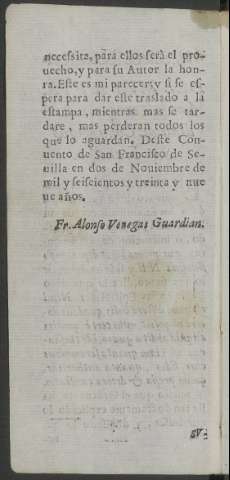 necessita, para ellos será el pro-
uecho, y para su Autor la hon-
ra. Este es mi parecer; y si se es-
pera para dar este traslado a la
estampa, mientras mas se tar-
dare, mas perderan todos los
que lo aguardan. Deste Con-
uento de San Francisco de Se-
uilla en dos de Nouiembre de
mil y seiscientos y treinta y nue
ue años.
Fr. Alonso Venegas Guardian.